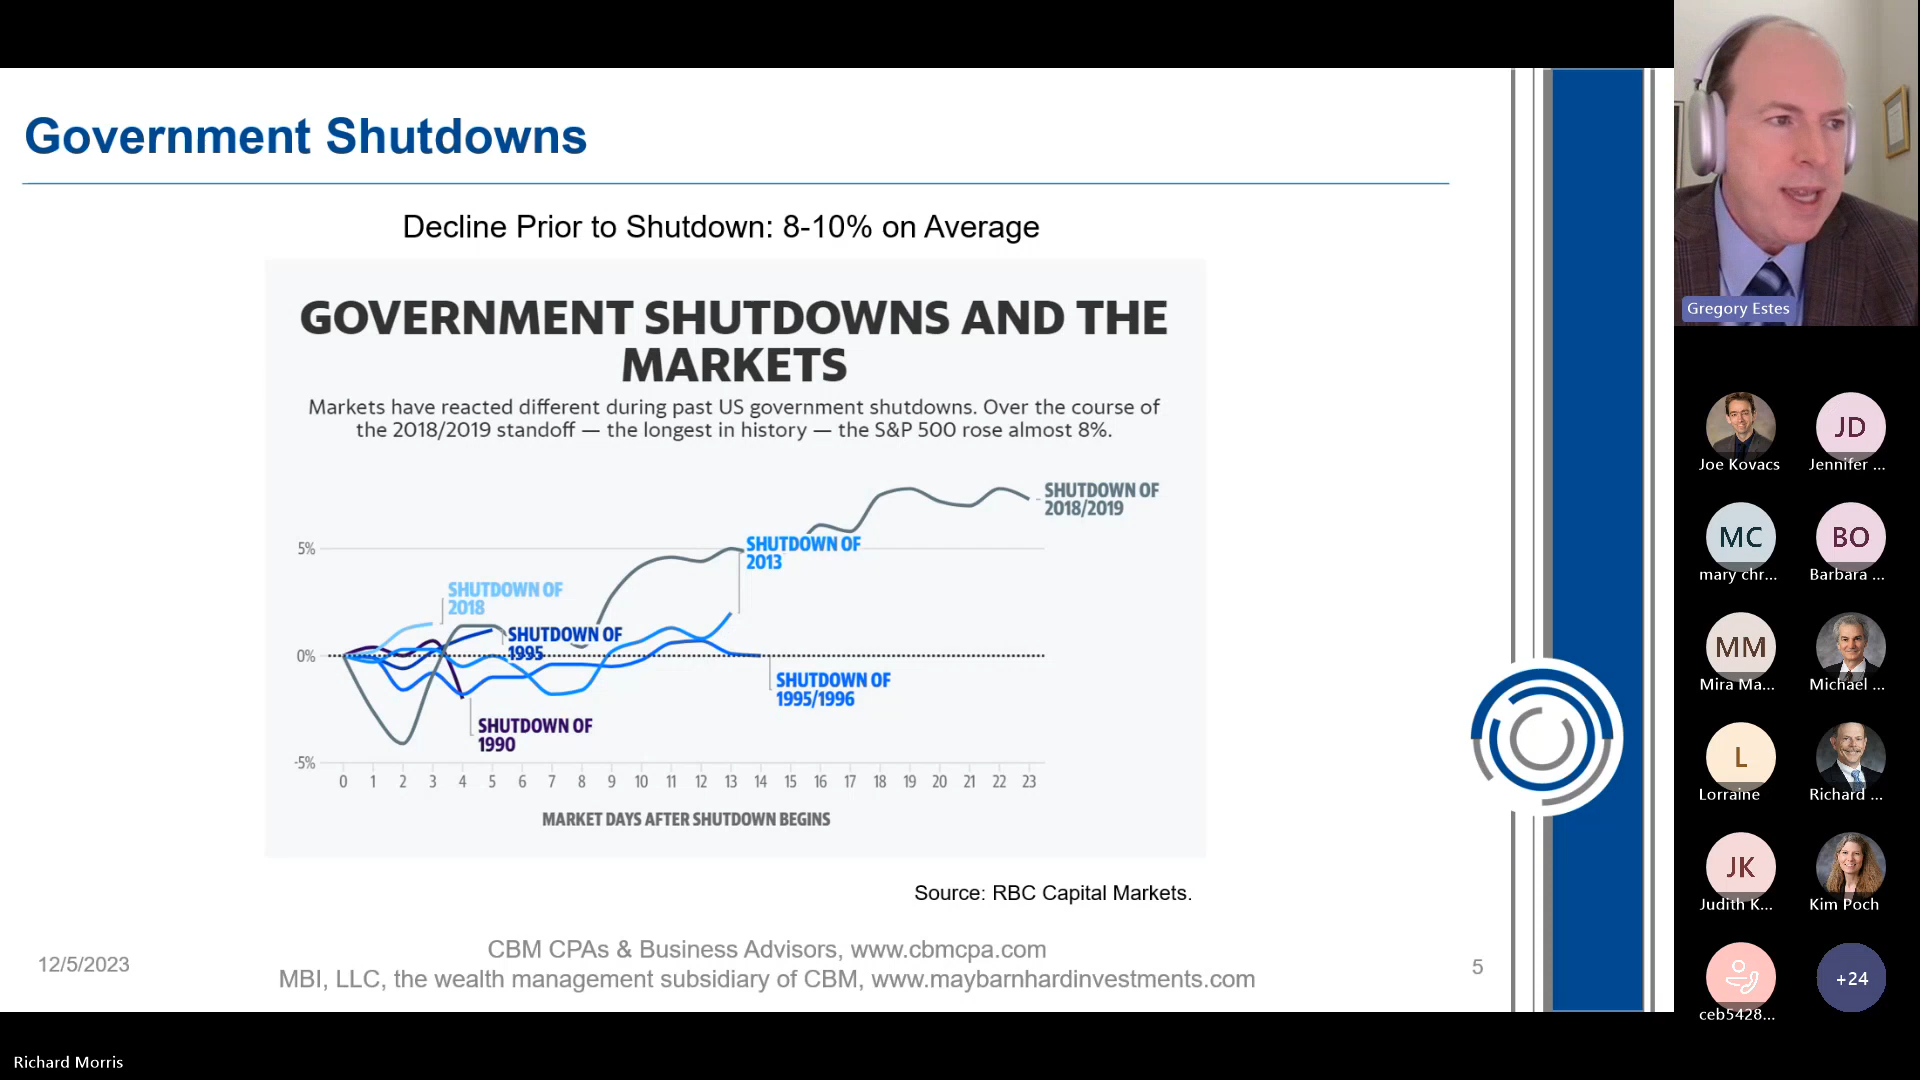 Government Shutdowns
Decline Prior to Shutdown: 8-10% on Average
GOVERNMENT SHUTDOWNS AND THE
MARKETS
Markets have reacted different during past US government shutdowns. Over the course of
the 2018/2019 standoff — the longest in history — the S&P 500 rose almost 8%.
SHUTDOWN OF
2018/2019
5%
SHUTDOWN OF
2013
SHUTDOWN OF
2018
SHUTDOWN OF
1995
0%
SHUTDOWN OF
1995/1996
SHUTDOWN OF
1990
-5%
0 1 2 3 4 5 6 7 8 9 10 11 12 13 14 15 16 17 18 19 20 21 22 23
MARKET DAYS AFTER SHUTDOWN BEGINS
Source: RBC Capital Markets.
CBM CPAs & Business Advisors, www.cbmcpa.com
12/5/2023
MBI, LLC, the wealth management subsidiary of CBM, www.maybarnhardinvestments.com
5
Gregory Estes
Joe Kovacs
JD
Jennifer ...
MC
mary chr...
BO
Barbara ...
MM
Mira Ma...
Michael ...
L
Lorraine
Richard ...
JK
Judith K...
Kim Poch
ceb5428...
+24
Richard Morris